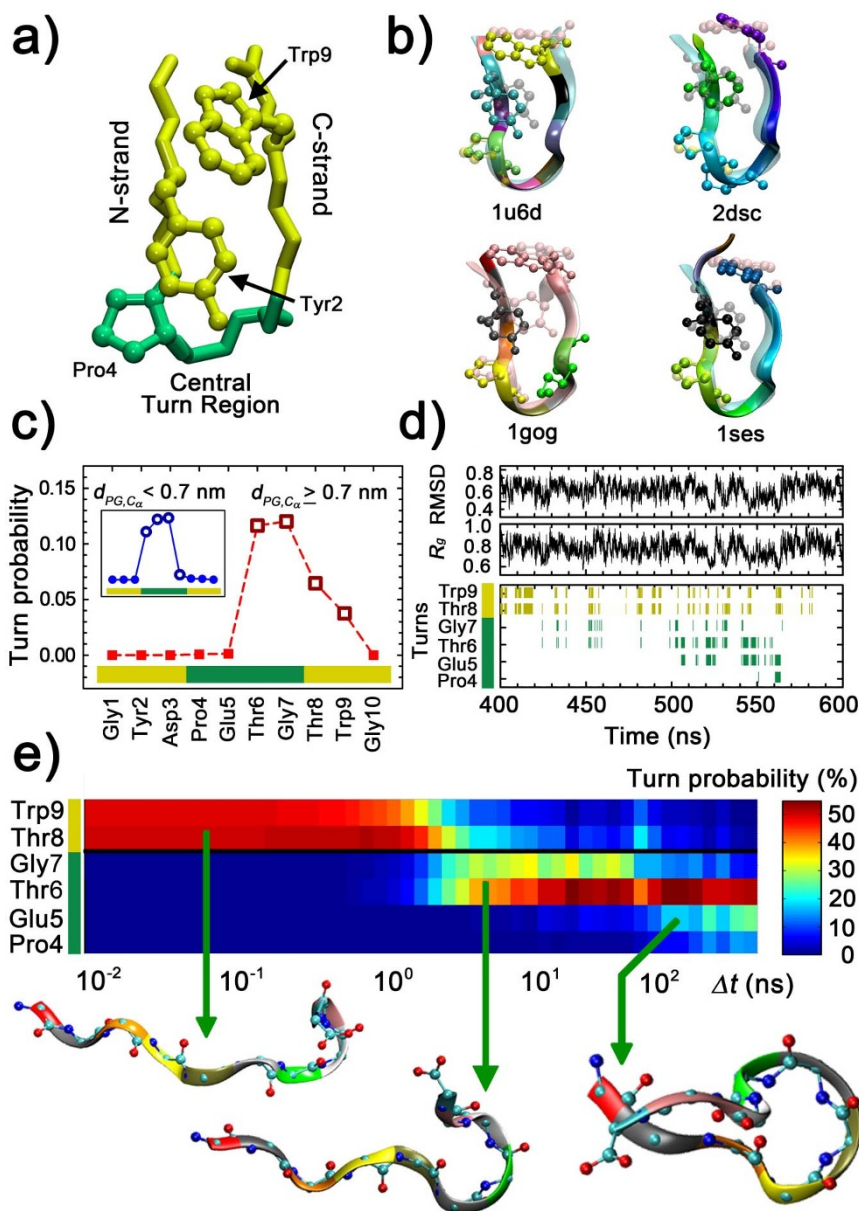 a)
Trp9
N-strand
C-strand
Tyr2
Pro4
Central
Turn Region
b)
1u6d
2dsc
1gog
1ses
c)
Turn probability
0.15
0.10
0.05
0.00
d_{PG,Cα} < 0.7 nm
d_{PG,Cα} ≥ 0.7 nm
Gly1
Tyr2
Asp3
Pro4
Glu5
Thr6
Gly7
Thr8
Trp9
Gly10
d)
RMSD
0.8
0.6
0.4
R_g
1.0
0.8
0.6
Turns
Trp9
Thr8
Gly7
Thr6
Glu5
Pro4
400
450
500
550
600
Time (ns)
e)
Turn probability (%)
Trp9
Thr8
Gly7
Thr6
Glu5
Pro4
50
40
30
20
10
0
10^-2
10^-1
10^0
10^1
10^2
Δt (ns)